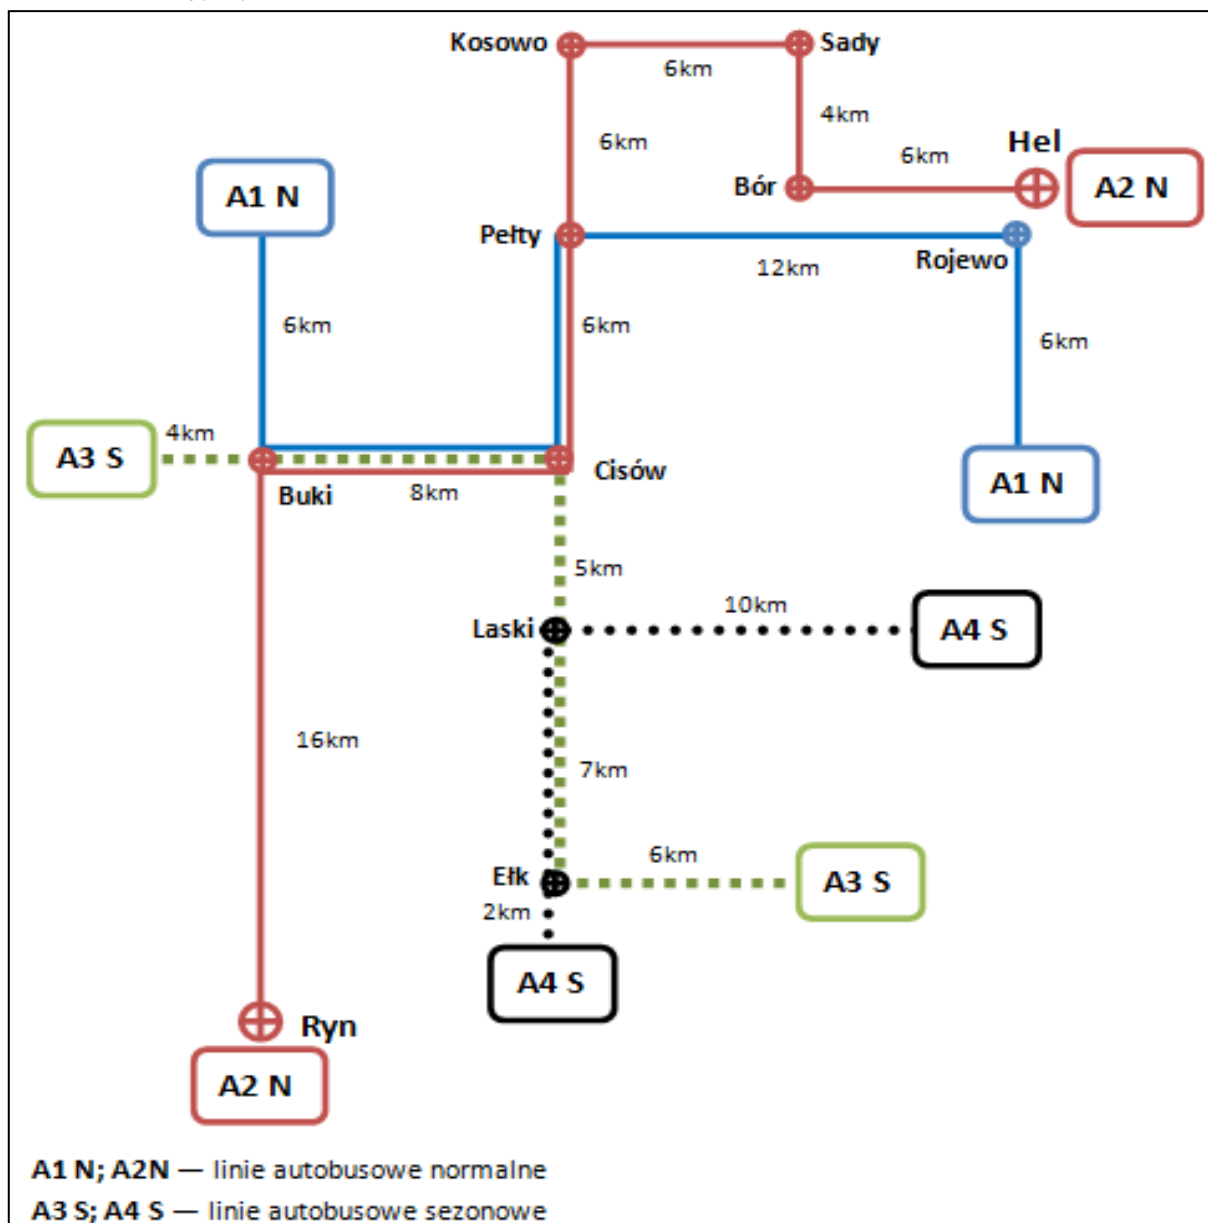 Kosowo
Sady
6km
4km
6km
6km
Hel
A2 N
Bór
A1 N
Pełty
Rojewo
12km
6km
6km
6km
4km
A3 S
Cisów
A1 N
Buki
8km
5km
10km
Laski
A4 S
16km
7km
6km
Ełk
A3 S
2km
A4 S
Ryn
A2 N
A1 N; A2N — linie autobusowe normalne
A3 S; A4 S — linie autobusowe sezonowe